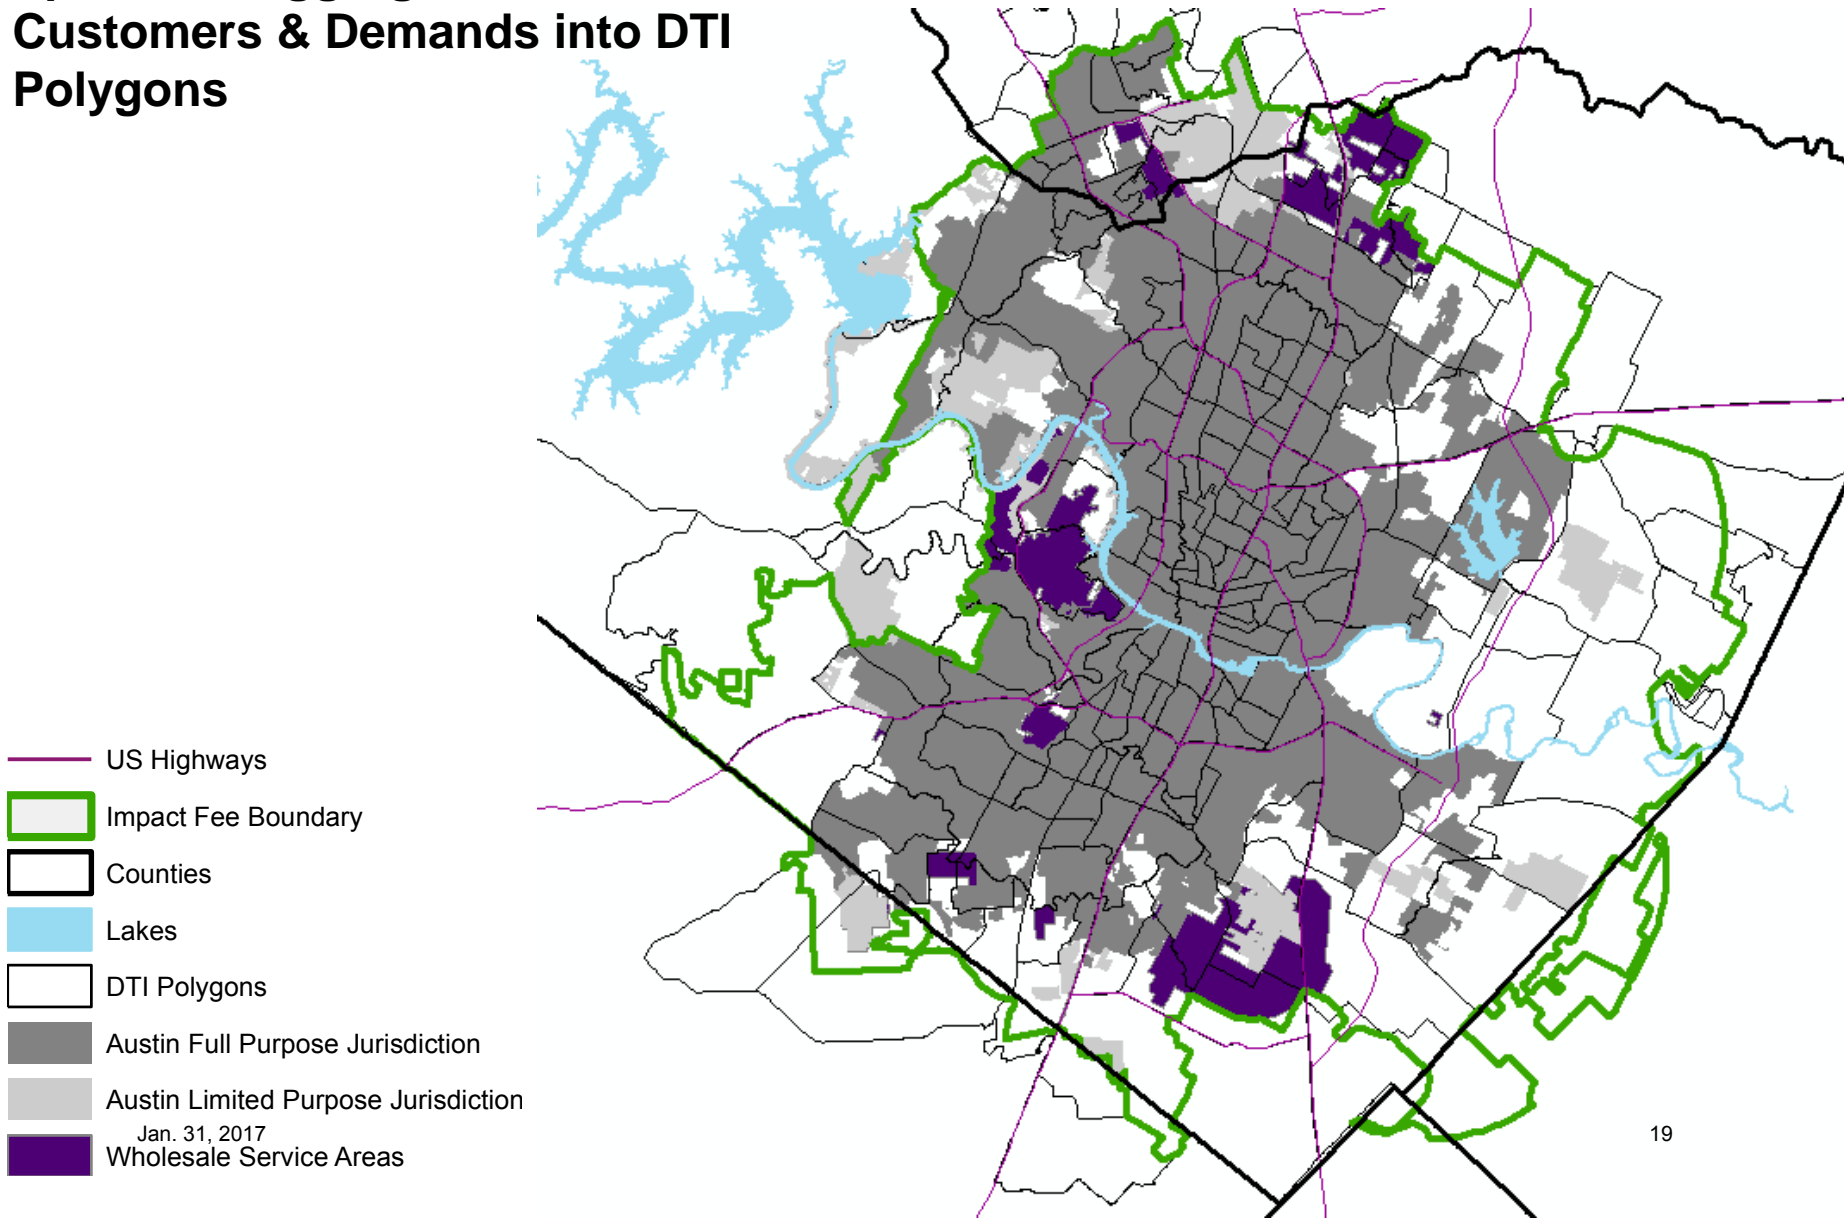 Customers & Demands into DTI
Polygons
US Highways
Impact Fee Boundary
Counties
Lakes
DTI Polygons
Austin Full Purpose Jurisdiction
Austin Limited Purpose Jurisdiction
Jan. 31, 2017
19
Wholesale Service Areas